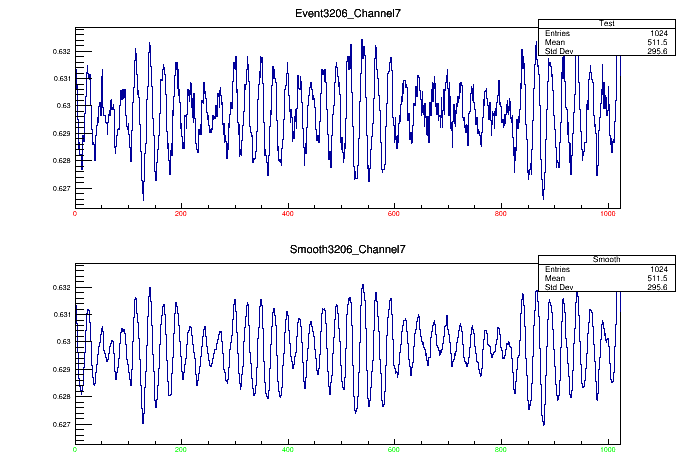 Event3206_Channel7
Test
Entries 1024
Mean 511.5
Std Dev 295.6
0.632
0.631
0.63
0.629
0.628
0.627
0 200 400 600 800 1000
Smooth3206_Channel7
Smooth
Entries 1024
Mean 511.5
Std Dev 295.6
0.632
0.631
0.63
0.629
0.628
0.627
0 200 400 600 800 1000